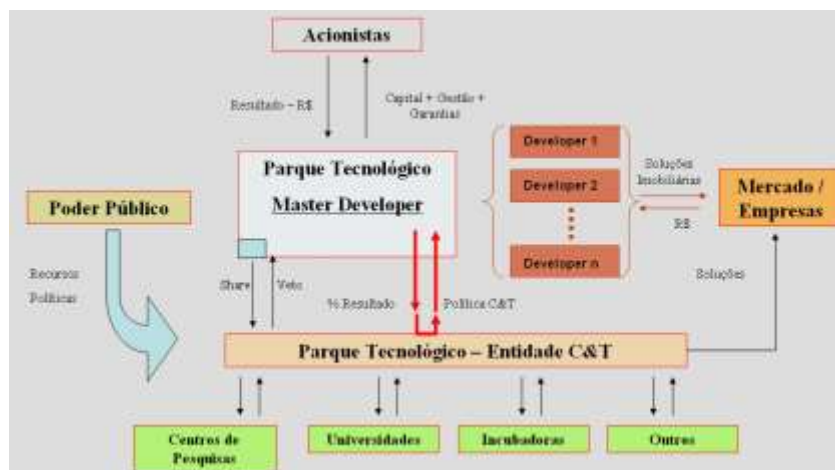 Acionistas
Resultado – R$
Capital + Gestão +
Garantias
Parque Tecnológico
Master Developer
Developer 1
Developer 2
Developer n
Soluções
Imobiliárias
R$
Mercado /
Empresas
Poder Público
Recursos
Políticas
Share
Veto
% Resultado
Política C&T
Soluções
Parque Tecnológico – Entidade C&T
Centros de
Pesquisas
Universidades
Incubadoras
Outros